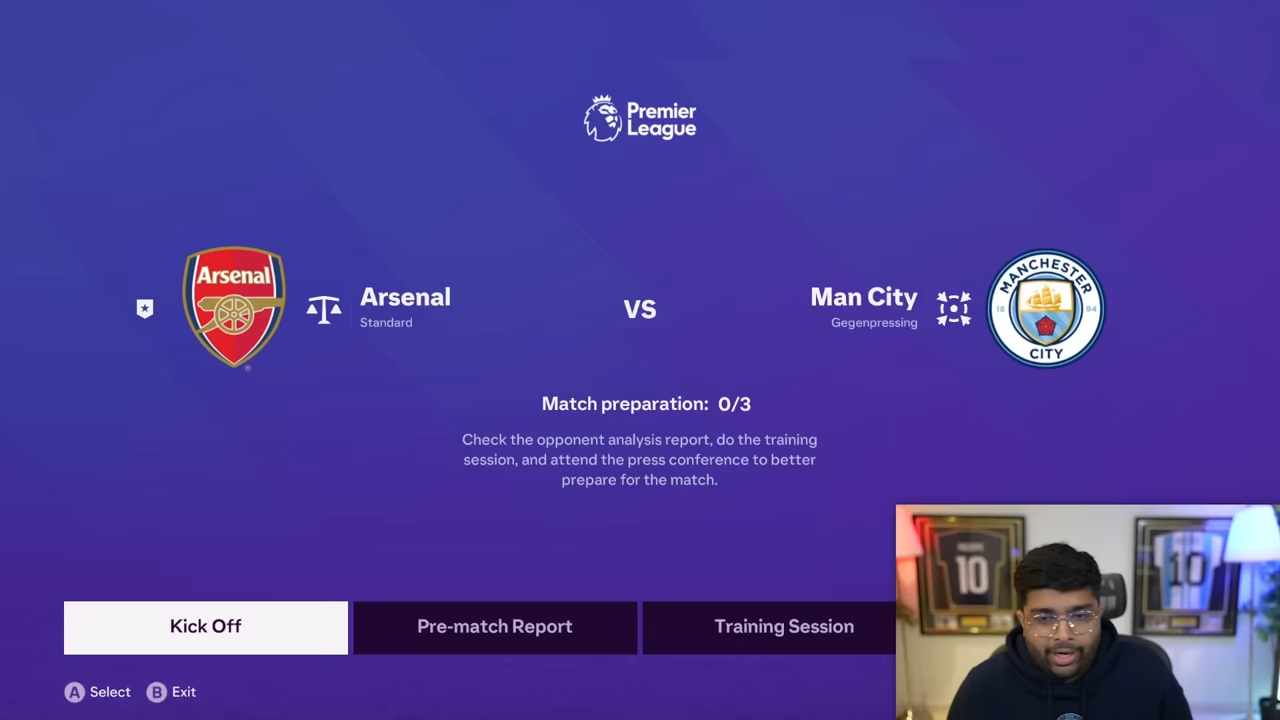 Premier
League
Arsenal
Arsenal
Standard
VS
Man City
Gegenpressing
MANCHESTER
18 94
CITY
Match preparation: 0/3
Check the opponent analysis report, do the training
session, and attend the press conference to better
prepare for the match.
Kick Off
Pre-match Report
Training Session
A Select B Exit
10
10